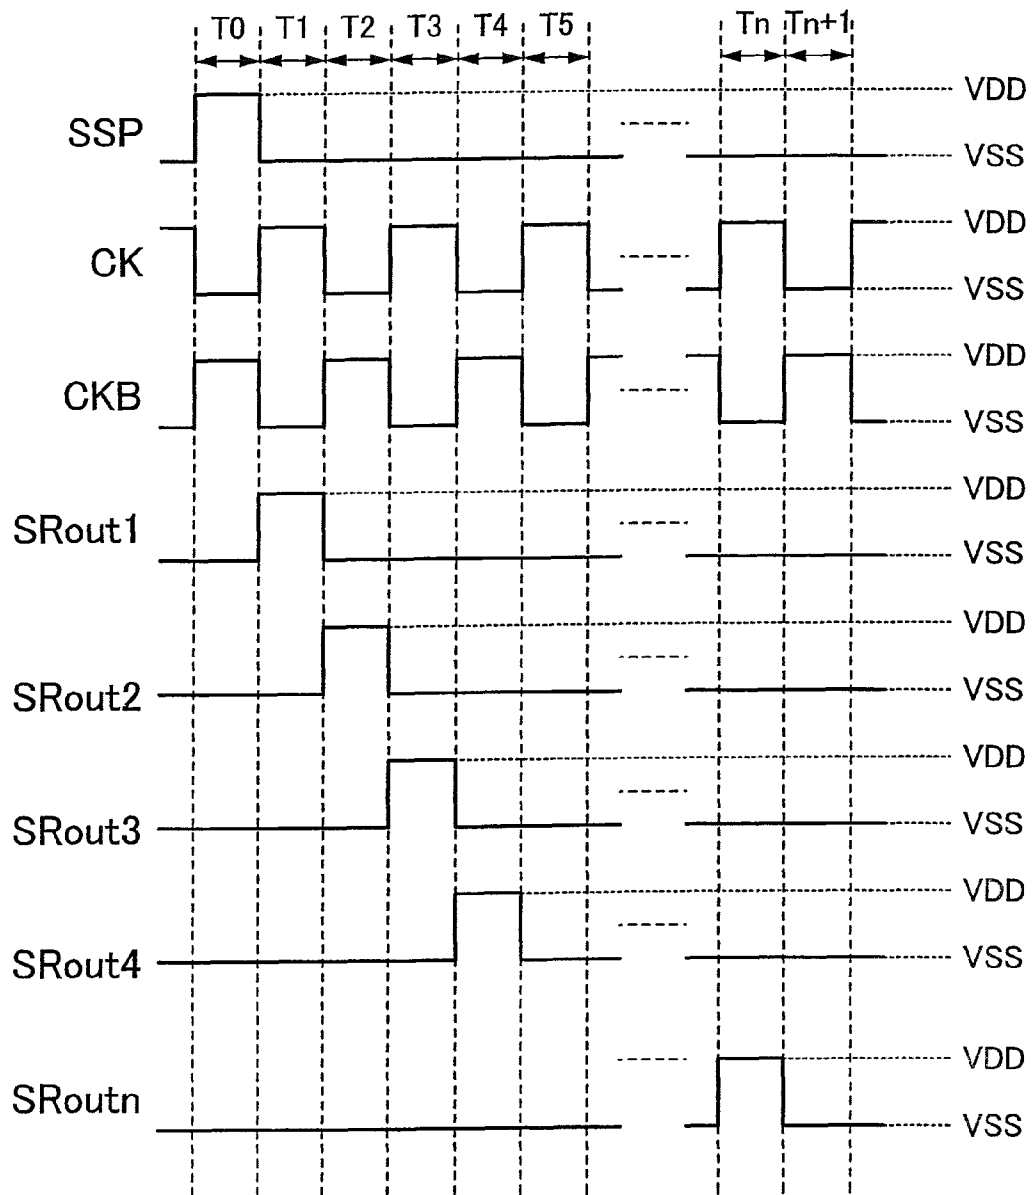 T0 T1 T2 T3 T4 T5 Tn Tn+1
SSP VDD VSS
CK VDD VSS
CKB VDD VSS
SRout1 VDD VSS
SRout2 VDD VSS
SRout3 VDD VSS
SRout4 VDD VSS
SRoutn VDD VSS